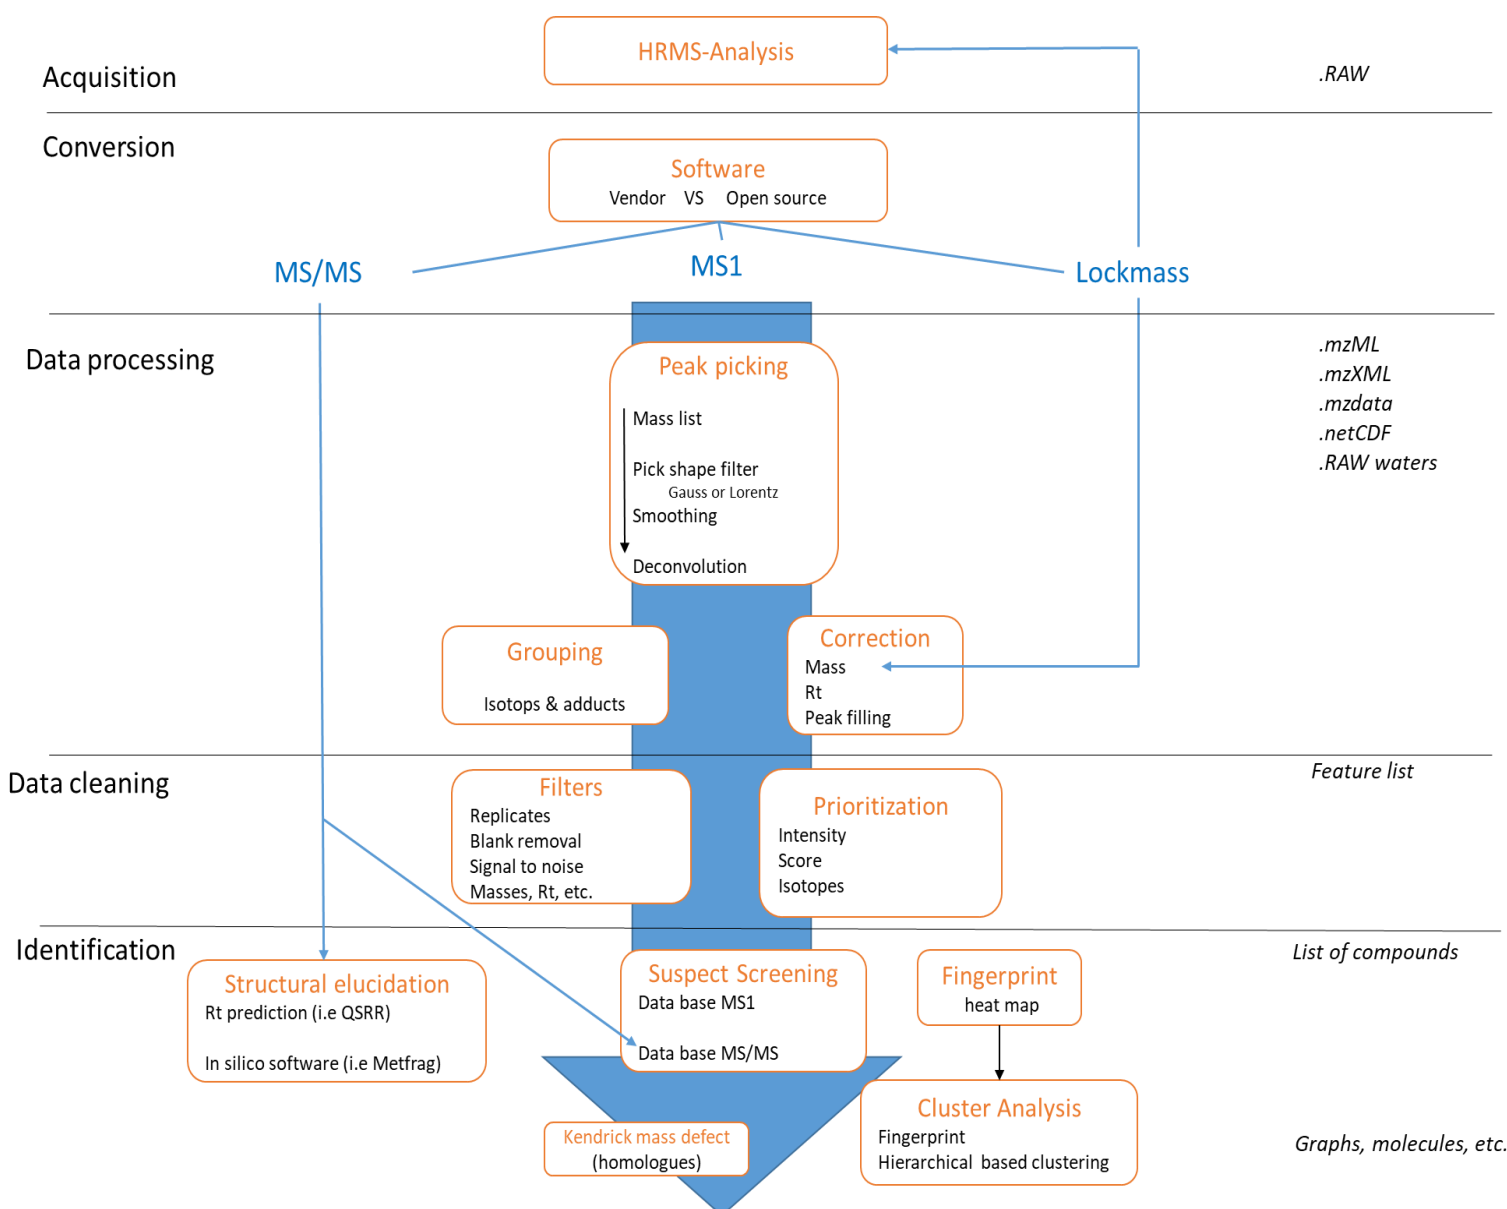 HRMS-Analysis
Acquisition
.RAW
Conversion
Software
Vendor VS Open source
MS/MS
MS1
Lockmass
Data processing
.mzML
.mzXML
.mzdata
.netCDF
.RAW waters
Peak picking
Mass list
Pick shape filter
Gauss or Lorentz
Smoothing
Deconvolution
Grouping
Isotops & adducts
Correction
Mass
Rt
Peak filling
Data cleaning
Feature list
Filters
Replicates
Blank removal
Signal to noise
Masses, Rt, etc.
Prioritization
Intensity
Score
Isotopes
Identification
List of compounds
Structural elucidation
Rt prediction (i.e QSRR)
In silico software (i.e Metfrag)
Suspect Screening
Data base MS1
Data base MS/MS
Fingerprint
heat map
Cluster Analysis
Fingerprint
Hierarchical based clustering
Kendrick mass defect
(homologues)
Graphs, molecules, etc.